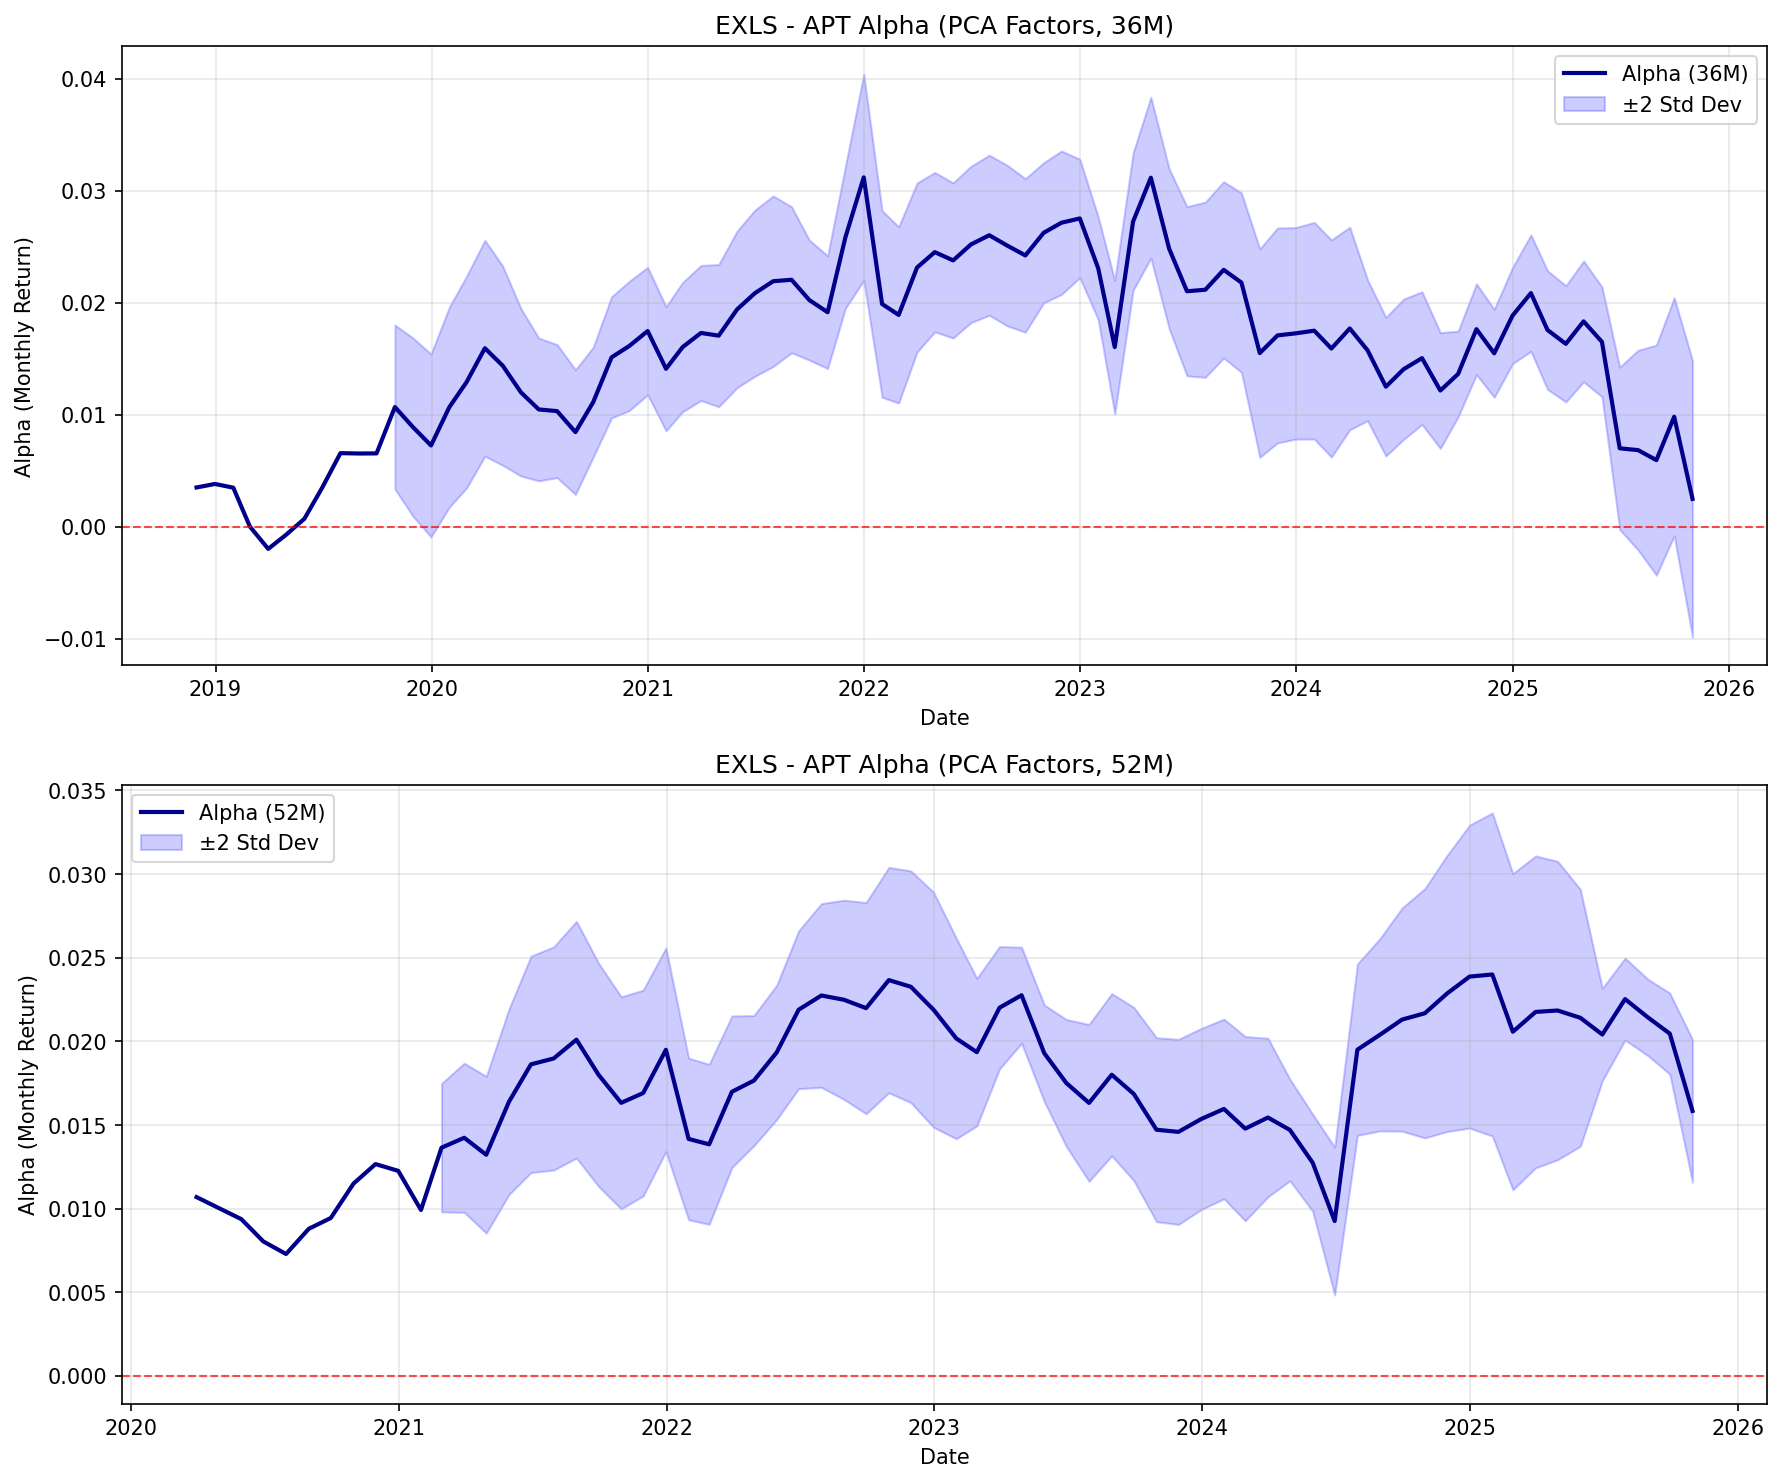 EXLS - APT Alpha (PCA Factors, 36M)
Alpha (Monthly Return)
0.04
0.03
0.02
0.01
0.00
−0.01
Alpha (36M)
±2 Std Dev
2019 2020 2021 2022 2023 2024 2025 2026
Date
EXLS - APT Alpha (PCA Factors, 52M)
Alpha (Monthly Return)
0.035
0.030
0.025
0.020
0.015
0.010
0.005
0.000
Alpha (52M)
±2 Std Dev
2020 2021 2022 2023 2024 2025 2026
Date